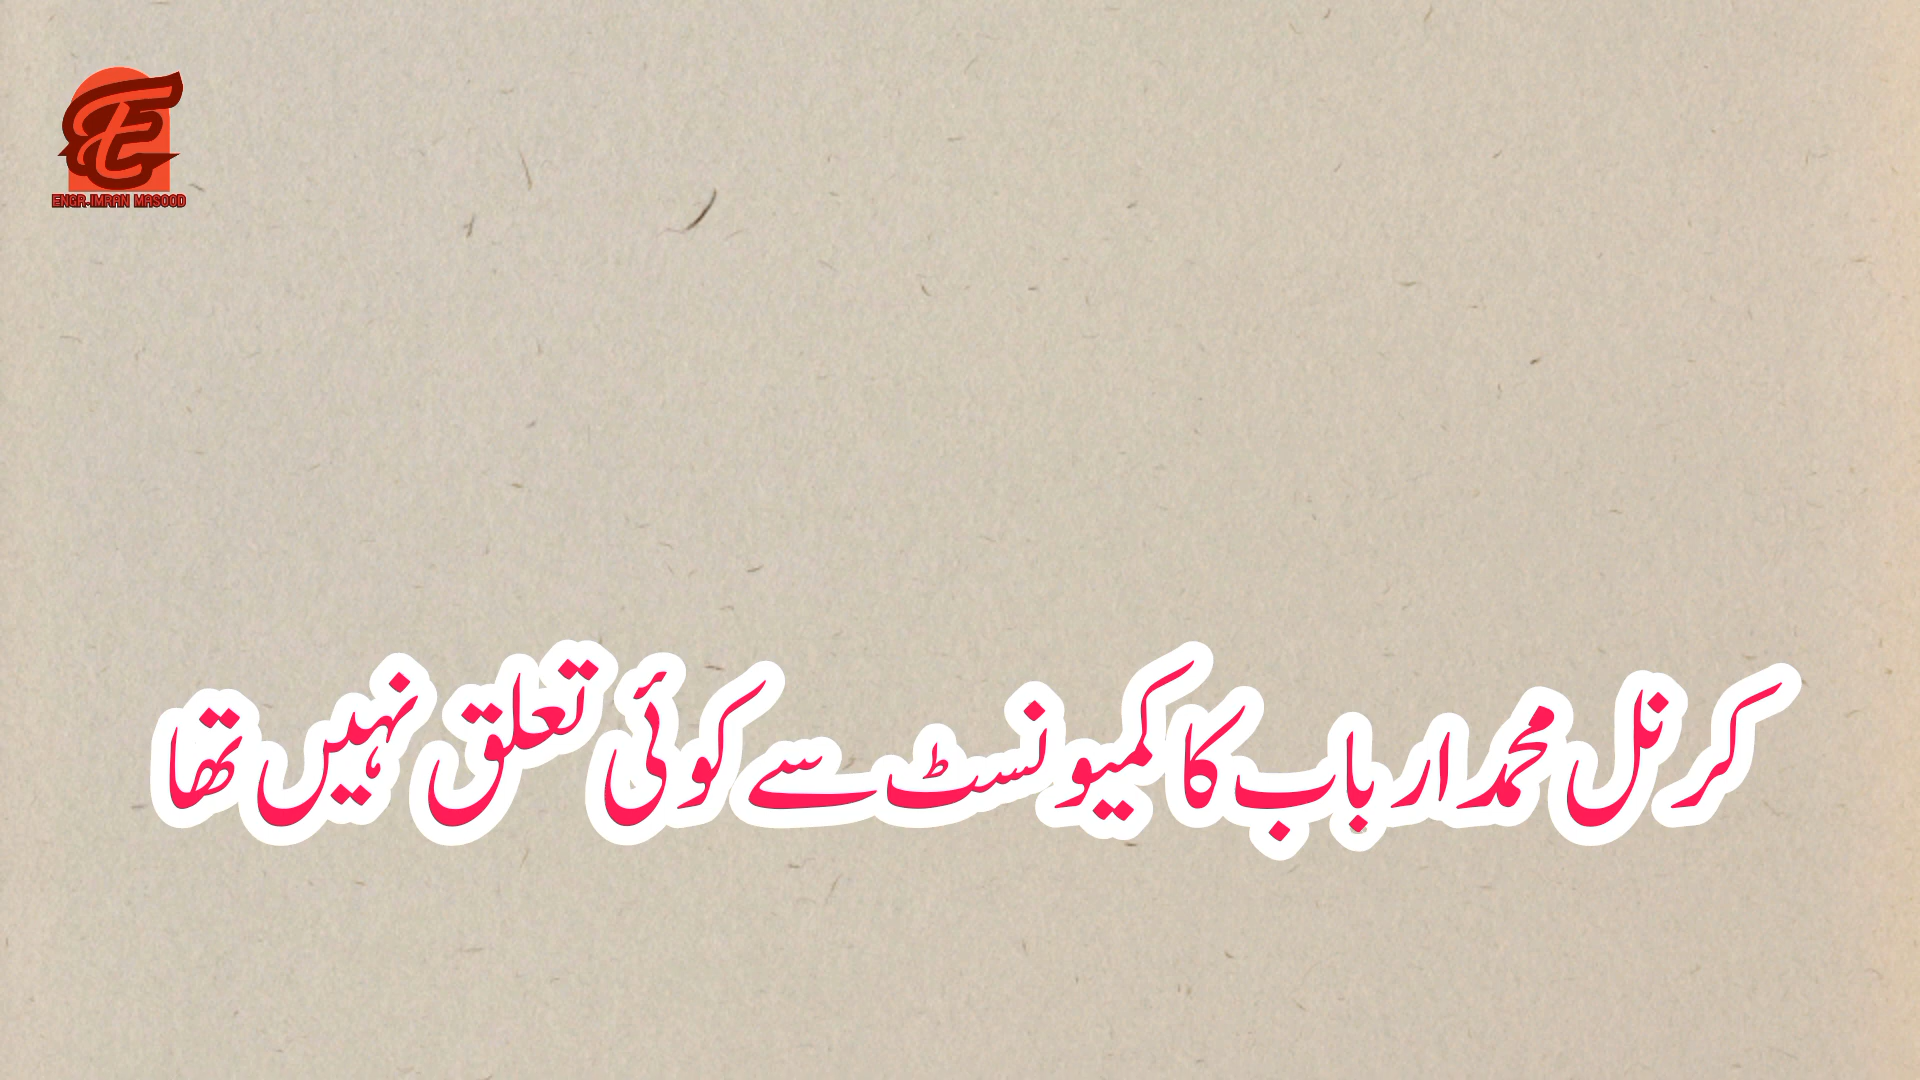 ENGR.IMRAN MASOOD
کرنل محمد ارباب کا کمیونسٹ سے کوئی تعلق نہیں تھا